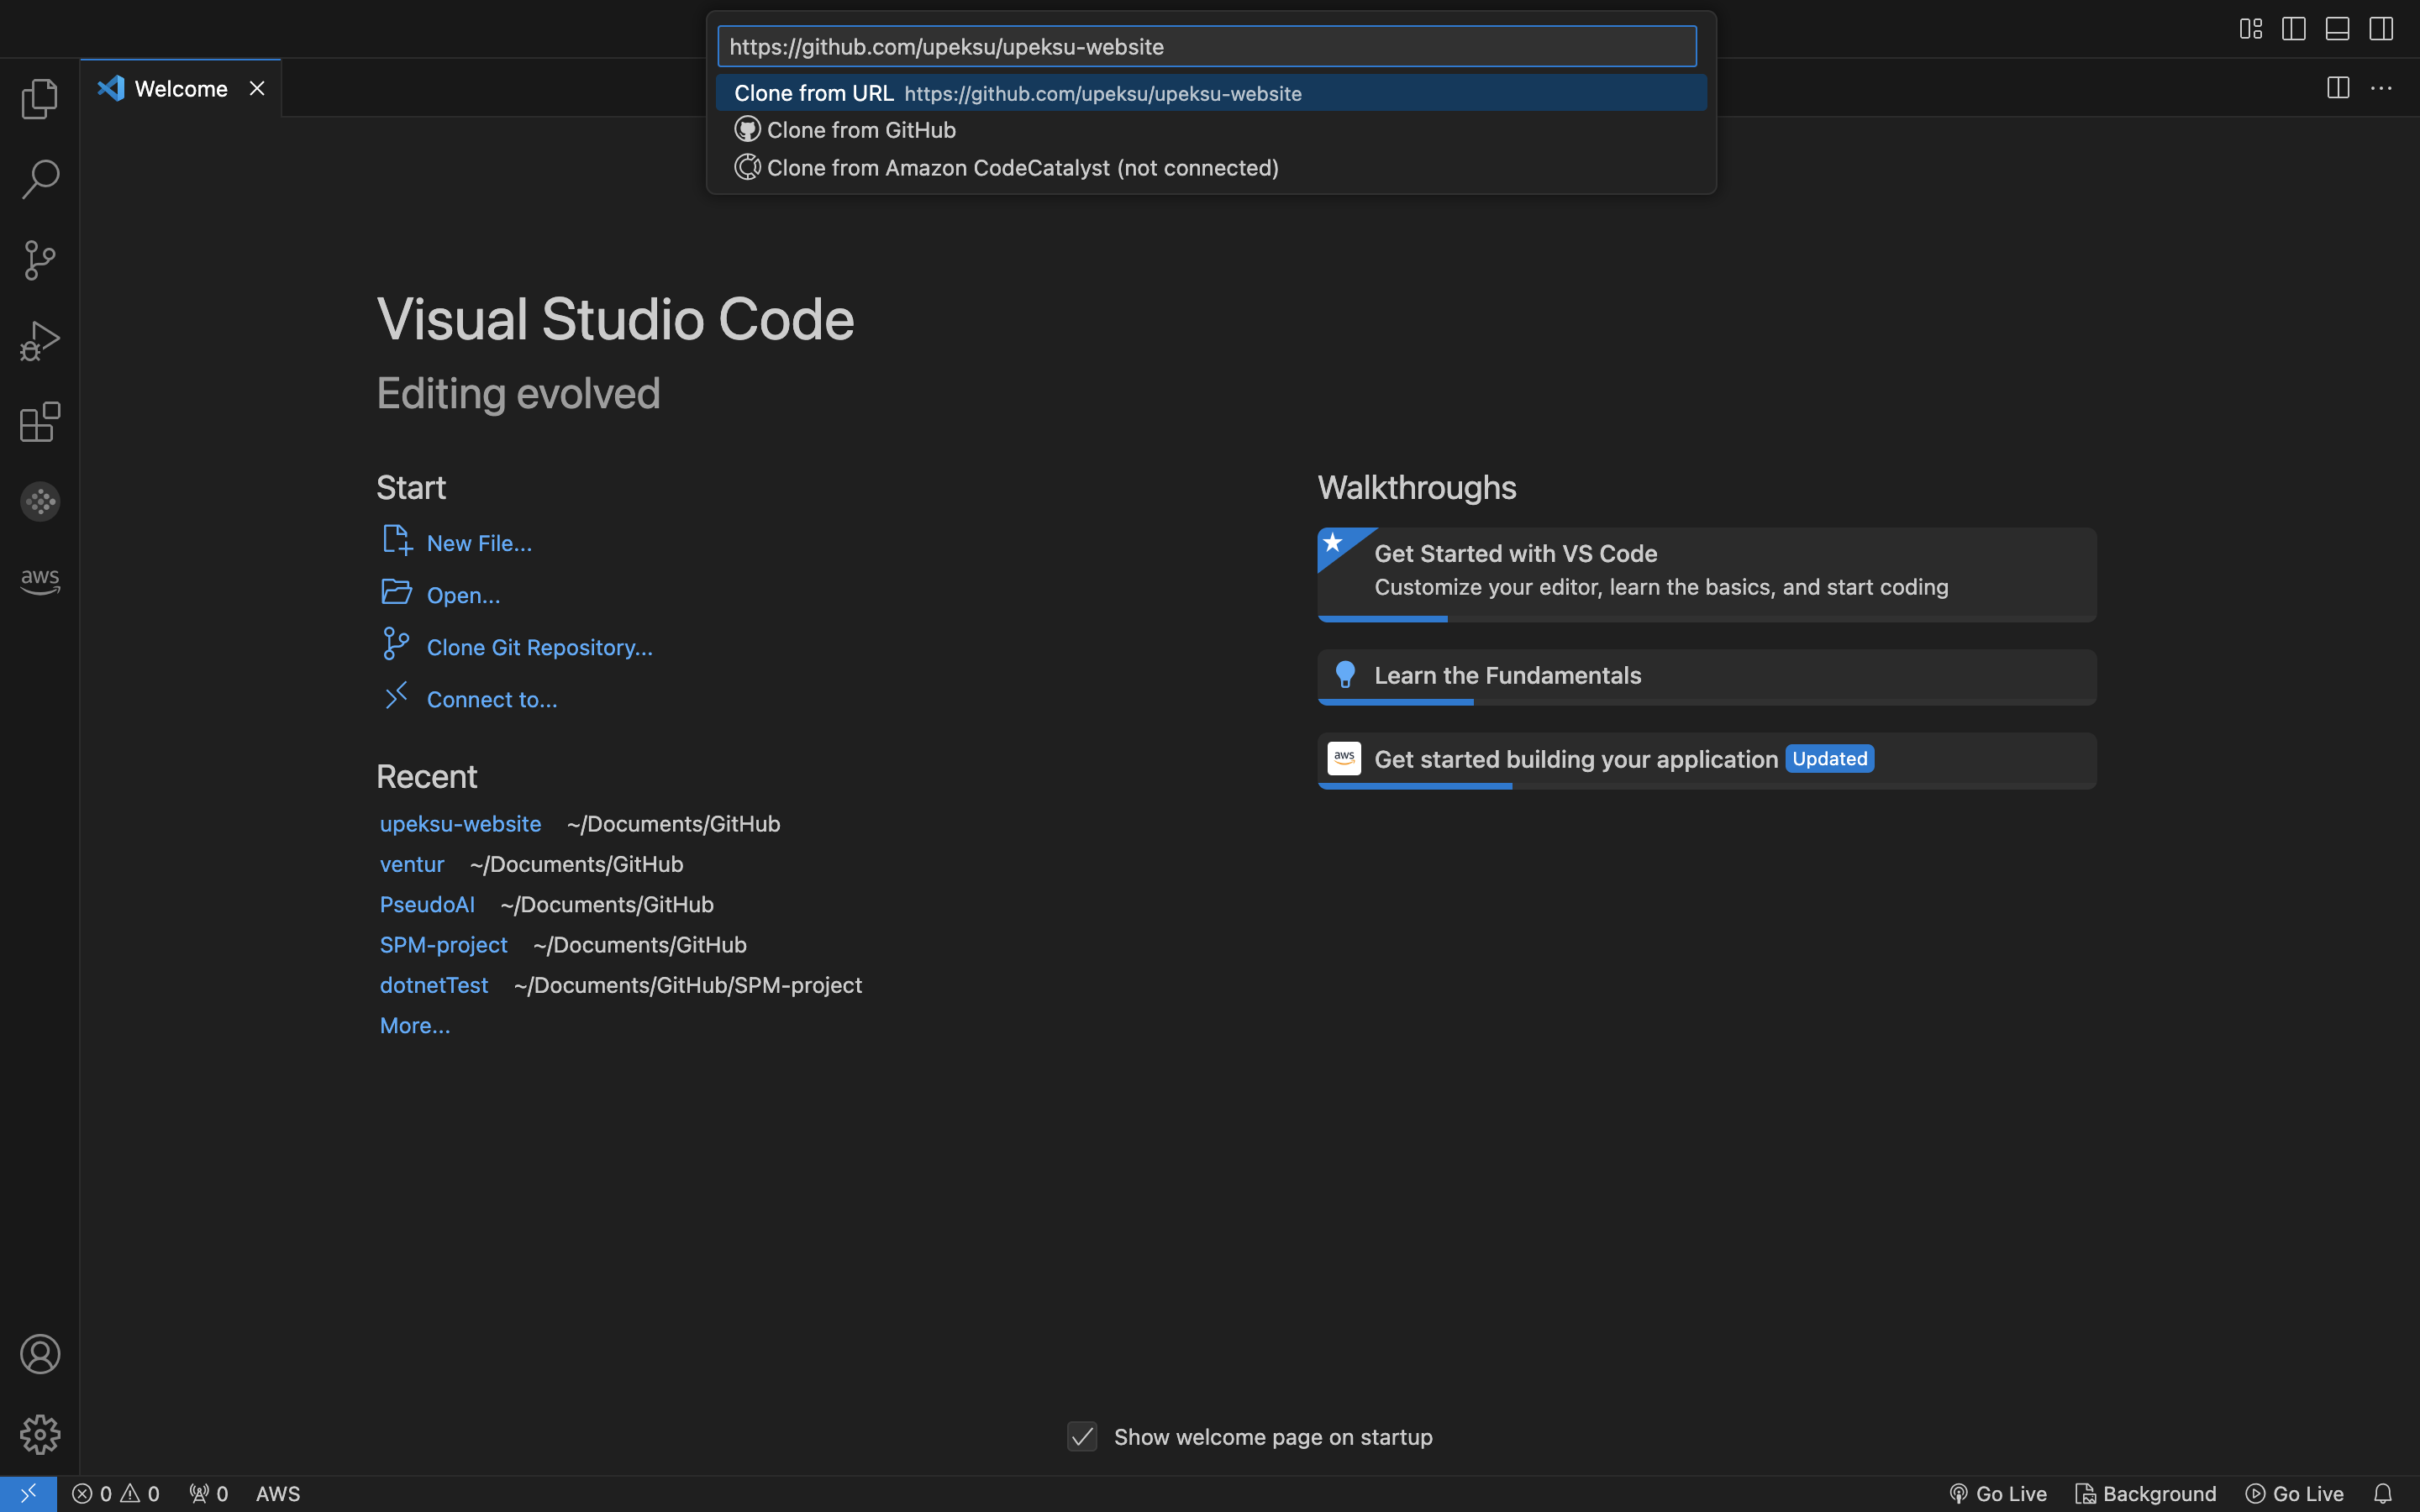 https://github.com/upeksu/upeksu-website
Clone from URL https://github.com/upeksu/upeksu-website
Clone from GitHub
Clone from Amazon CodeCatalyst (not connected)
Welcome
Visual Studio Code
Editing evolved
Start
New File...
Open...
Clone Git Repository...
Connect to...
Recent
upeksu-website ~/Documents/GitHub
ventur ~/Documents/GitHub
PseudoAI ~/Documents/GitHub
SPM-project ~/Documents/GitHub
dotnetTest ~/Documents/GitHub/SPM-project
More...
Walkthroughs
Get Started with VS Code
Customize your editor, learn the basics, and start coding
Learn the Fundamentals
aws Get started building your application Updated
aws
Show welcome page on startup
0 0 0 AWS
Go Live Background Go Live